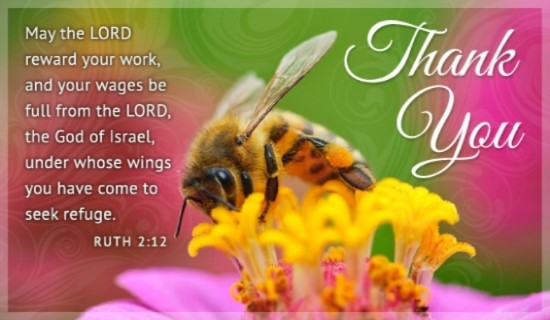 May the LORD
reward your work,
and your wages be
full from the LORD,
the God of Israel,
under whose wings
you have come to
seek refuge.
RUTH 2:12
Thank
You